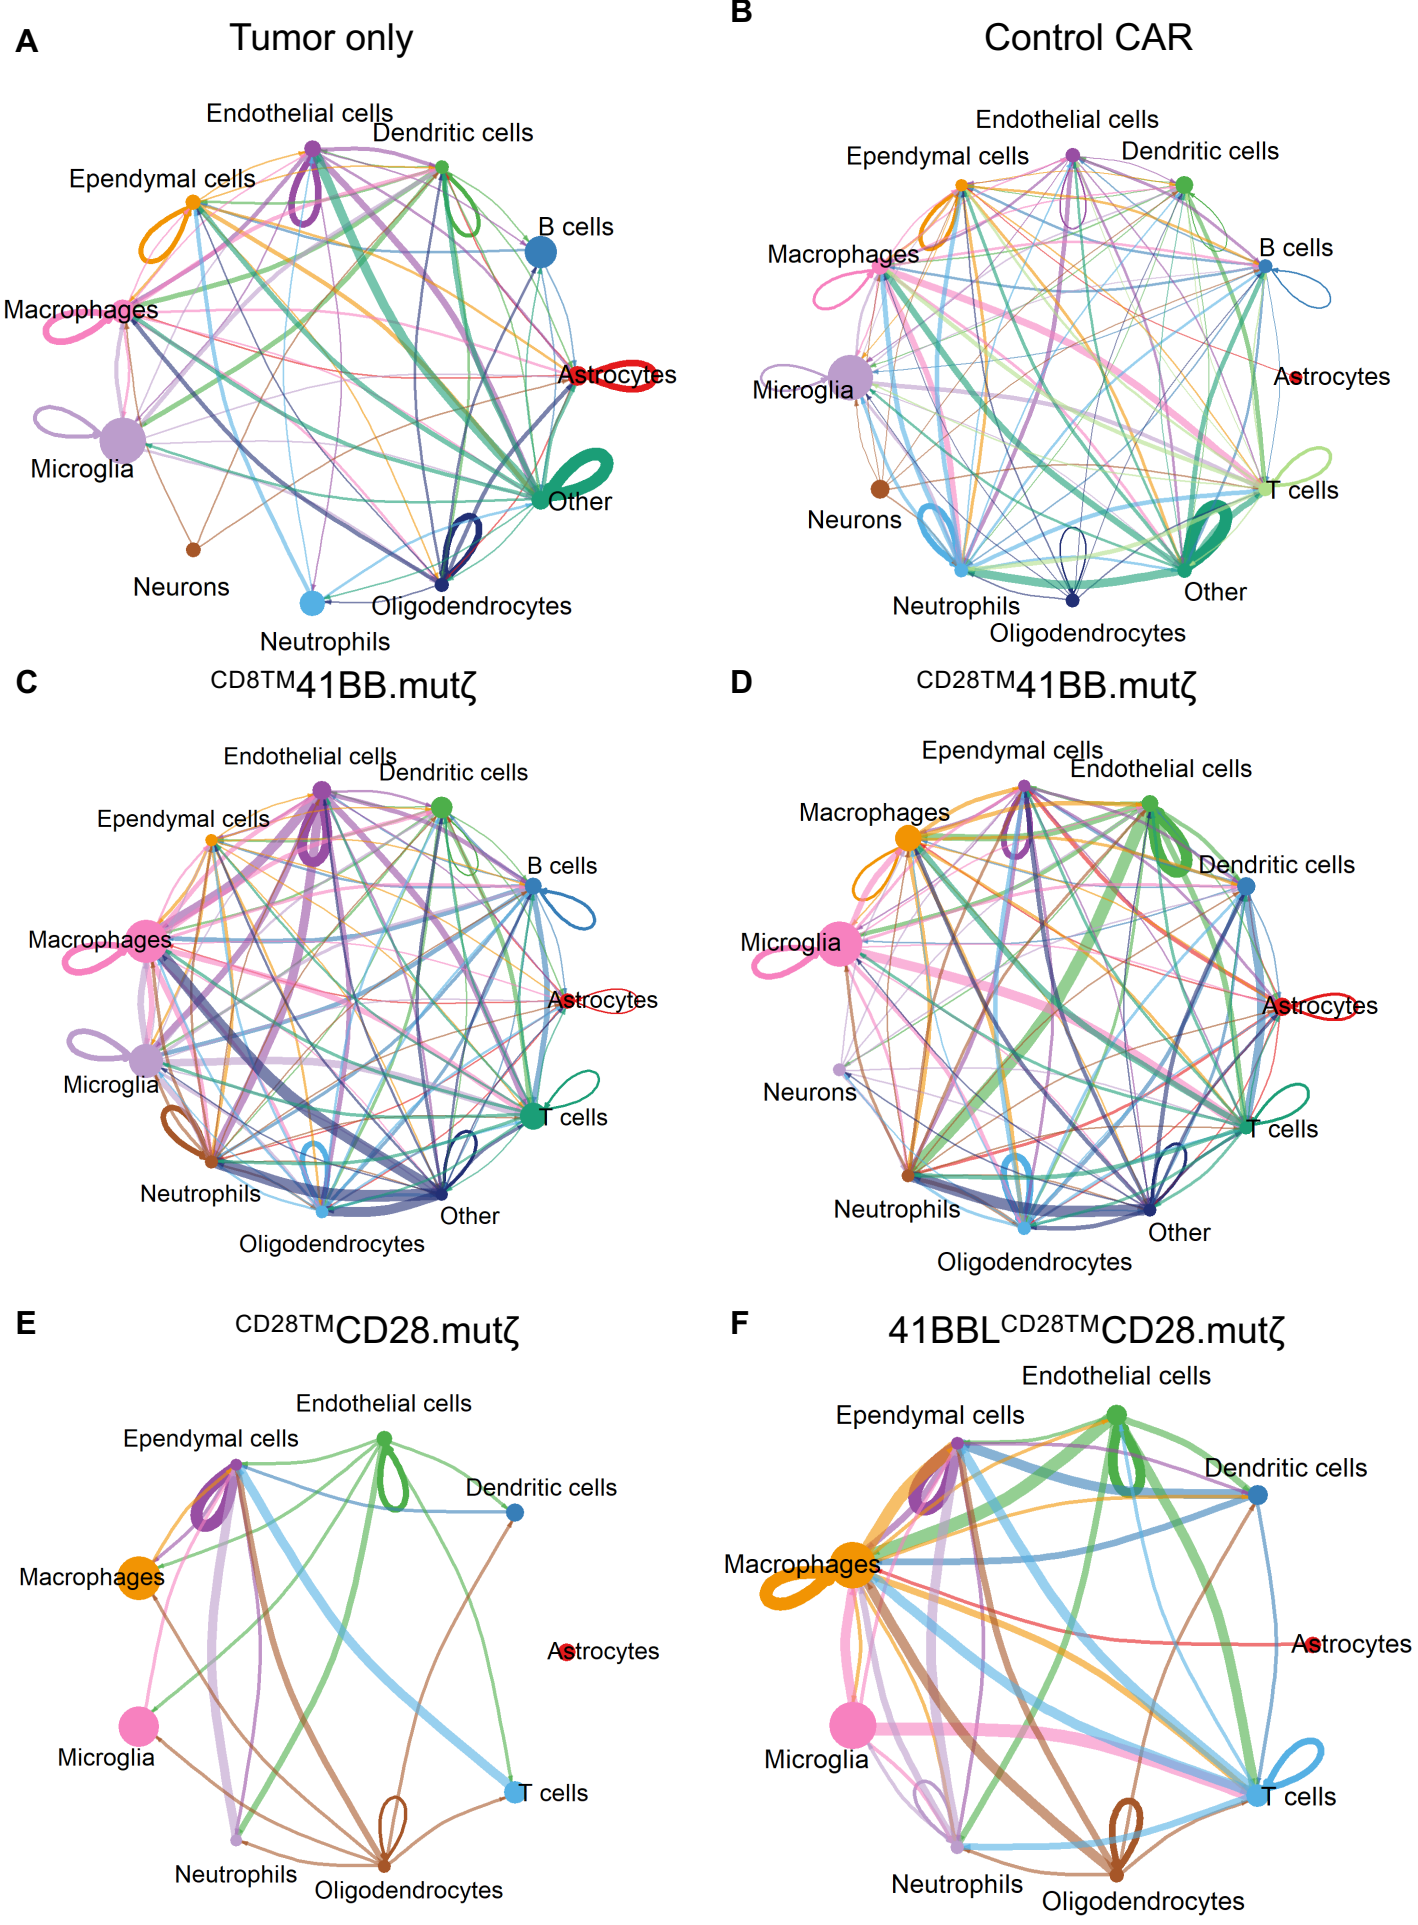 A
Tumor only
Endothelial cells
Dendritic cells
Ependymal cells
B cells
Macrophages
Astrocytes
Microglia
Other
Neurons
Oligodendrocytes
Neutrophils
B
Control CAR
Endothelial cells
Dendritic cells
Ependymal cells
B cells
Macrophages
Astrocytes
Microglia
T cells
Neurons
Other
Neutrophils
Oligodendrocytes
C
CD8TM41BB.mutζ
Endothelial cells
Dendritic cells
Ependymal cells
B cells
Macrophages
Astrocytes
Microglia
T cells
Neutrophils
Other
Oligodendrocytes
D
CD28TM41BB.mutζ
Ependymal cells
Endothelial cells
Macrophages
Dendritic cells
Microglia
Astrocytes
Neurons
T cells
Neutrophils
Other
Oligodendrocytes
E
CD28TMCD28.mutζ
Endothelial cells
Ependymal cells
Dendritic cells
Macrophages
Astrocytes
Microglia
T cells
Neutrophils
Oligodendrocytes
F
41BBLCD28TMCD28.mutζ
Endothelial cells
Ependymal cells
Dendritic cells
Macrophages
Astrocytes
Microglia
T cells
Neutrophils
Oligodendrocytes